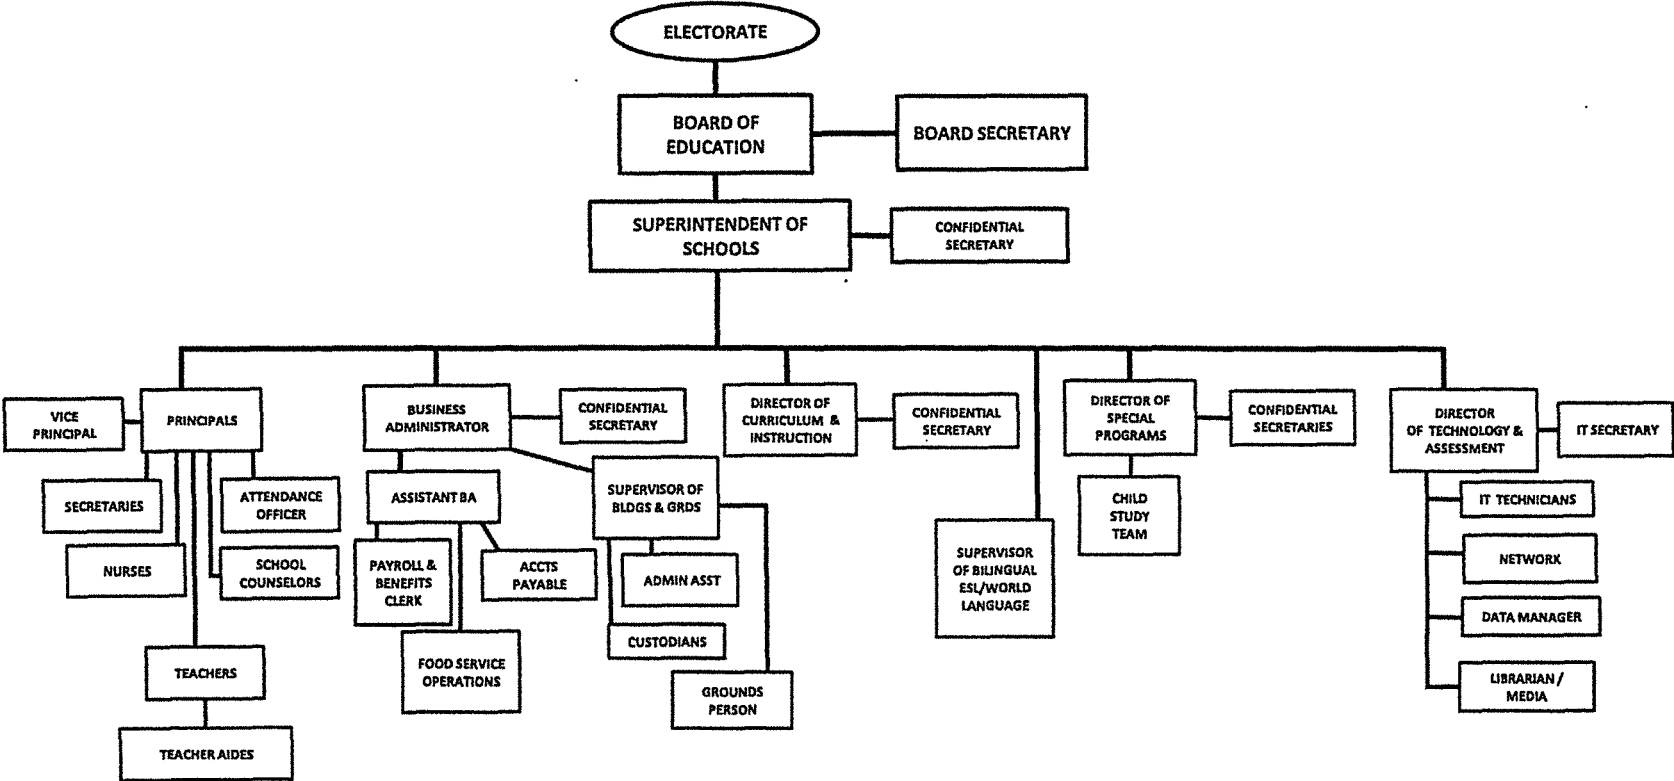 ELECTORATE
BOARD OF
EDUCATION
BOARD SECRETARY
SUPERINTENDENT OF
SCHOOLS
CONFIDENTIAL
SECRETARY
VICE
PRINCIPAL
PRINCIPALS
SECRETARIES
NURSES
ATTENDANCE
OFFICER
SCHOOL
COUNSELORS
TEACHERS
TEACHER AIDES
BUSINESS
ADMINISTRATOR
CONFIDENTIAL
SECRETARY
ASSISTANT BA
PAYROLL &
BENEFITS
CLERK
FOOD SERVICE
OPERATIONS
ACCTS
PAYABLE
SUPERVISOR OF
BLDGS & GRDS
ADMIN ASST
CUSTODIANS
GROUNDS
PERSON
DIRECTOR OF
CURRICULUM &
INSTRUCTION
CONFIDENTIAL
SECRETARY
SUPERVISOR
OF BILINGUAL
ESL/WORLD
LANGUAGE
DIRECTOR OF
SPECIAL
PROGRAMS
CONFIDENTIAL
SECRETARIES
CHILD
STUDY
TEAM
DIRECTOR
OF TECHNOLOGY &
ASSESSMENT
IT SECRETARY
IT TECHNICIANS
NETWORK
DATA MANAGER
LIBRARIAN /
MEDIA